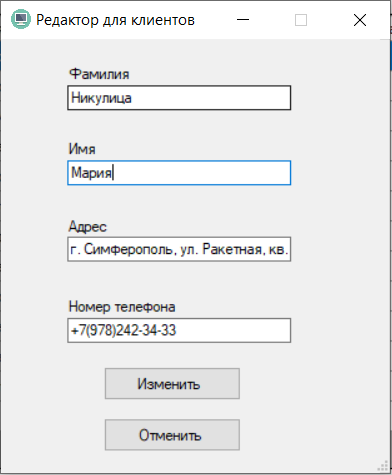 Редактор для клиентов
Фамилия
Никулица
Имя
Мария
Адрес
г. Симферополь, ул. Ракетная, кв.
Номер телефона
+7(978)242-34-33
Изменить
Отменить